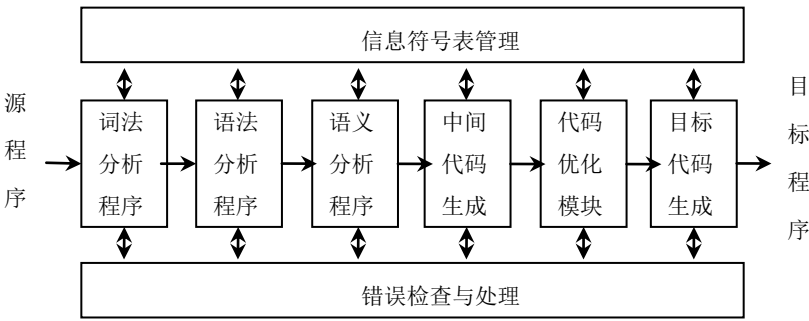 信息符号表管理
源程序
词法分析程序
语法分析程序
语义分析程序
中间代码生成
代码优化模块
目标代码生成
目标程序
错误检查与处理